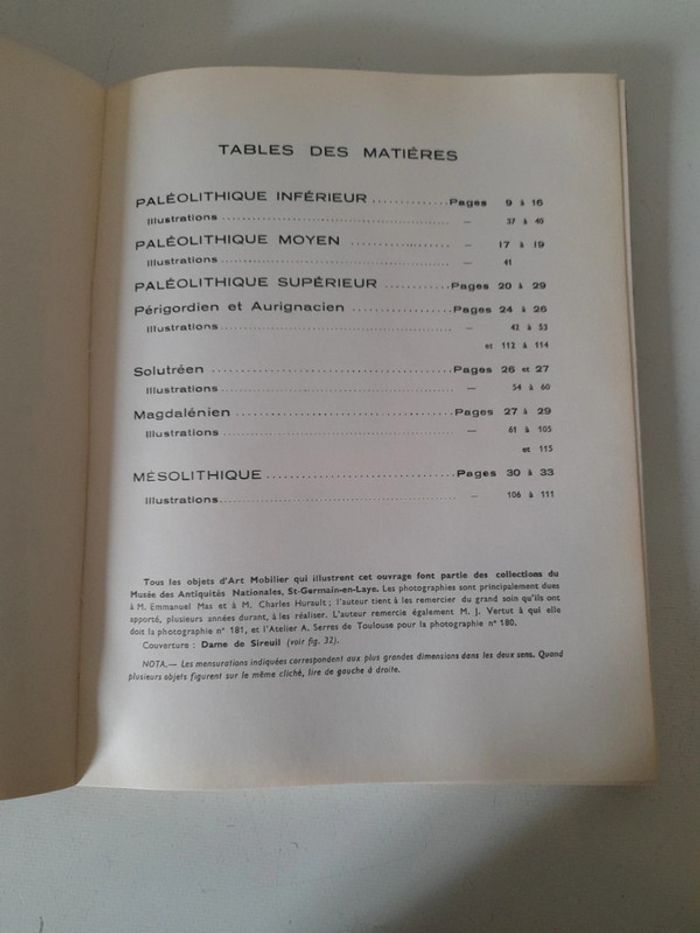 TABLES DES MATIÈRES
PALÉOLITHIQUE INFÉRIEUR ............ Pages 9 à 16
Illustrations ........................................ — 37 à 40
PALÉOLITHIQUE MOYEN ................ — 17 à 19
Illustrations ........................................ — 41
PALÉOLITHIQUE SUPÉRIEUR .......... Pages 20 à 29
Périgordien et Aurignacien ................ Pages 24 à 26
Illustrations ........................................ — 42 à 53
et 112 à 114
Solutréen ........................................ Pages 26 et 27
Illustrations ........................................ — 54 à 60
Magdalénien .................................... Pages 27 à 29
Illustrations ........................................ — 61 à 105
et 115
MÉSOLITHIQUE .............................. Pages 30 à 33
Illustrations ........................................ — 106 à 111
Tous les objets d'Art Mobilier qui illustrent cet ouvrage font partie des collections du
Musée des Antiquités Nationales, St-Germain-en-Laye. Les photographies sont principalement dues
à M. Emmanuel Mas et à M. Charles Hurault ; l'auteur tient à les remercier du grand soin qu'ils ont
apporté, plusieurs années durant, à les réaliser. L'auteur remercie également M. J. Vertut à qui elle
doit la photographie n° 181, et l'Atelier A. Serres de Toulouse pour la photographie n° 180.
Couverture : Dame de Sireuil (voir fig. 32).
NOTA. — Les mensurations indiquées correspondent aux plus grandes dimensions dans les deux sens. Quand
plusieurs objets figurent sur le même cliché, lire de gauche à droite.